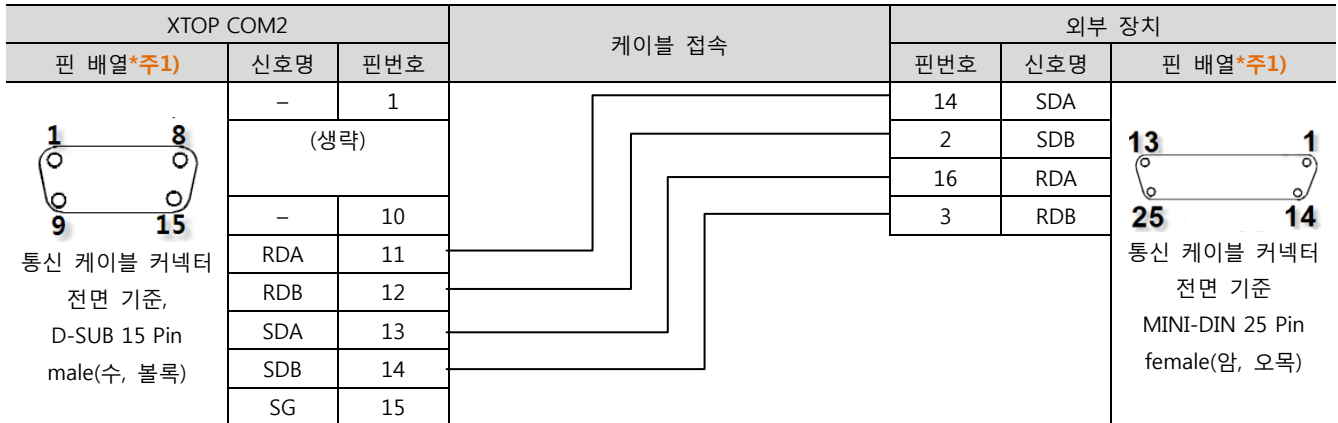 XTOP COM2 케이블 접속 외부 장치
핀 배열*주1) 신호명 핀번호 핀번호 신호명 핀 배열*주1)
– 1 14 SDA
(생략) 2 SDB
16 RDA
– 10 3 RDB
1 8
9 15
13 1
25 14
RDA 11
RDB 12
SDA 13
SDB 14
SG 15
통신 케이블 커넥터
전면 기준,
D-SUB 15 Pin
male(수, 볼록)
통신 케이블 커넥터
전면 기준
MINI-DIN 25 Pin
female(암, 오목)